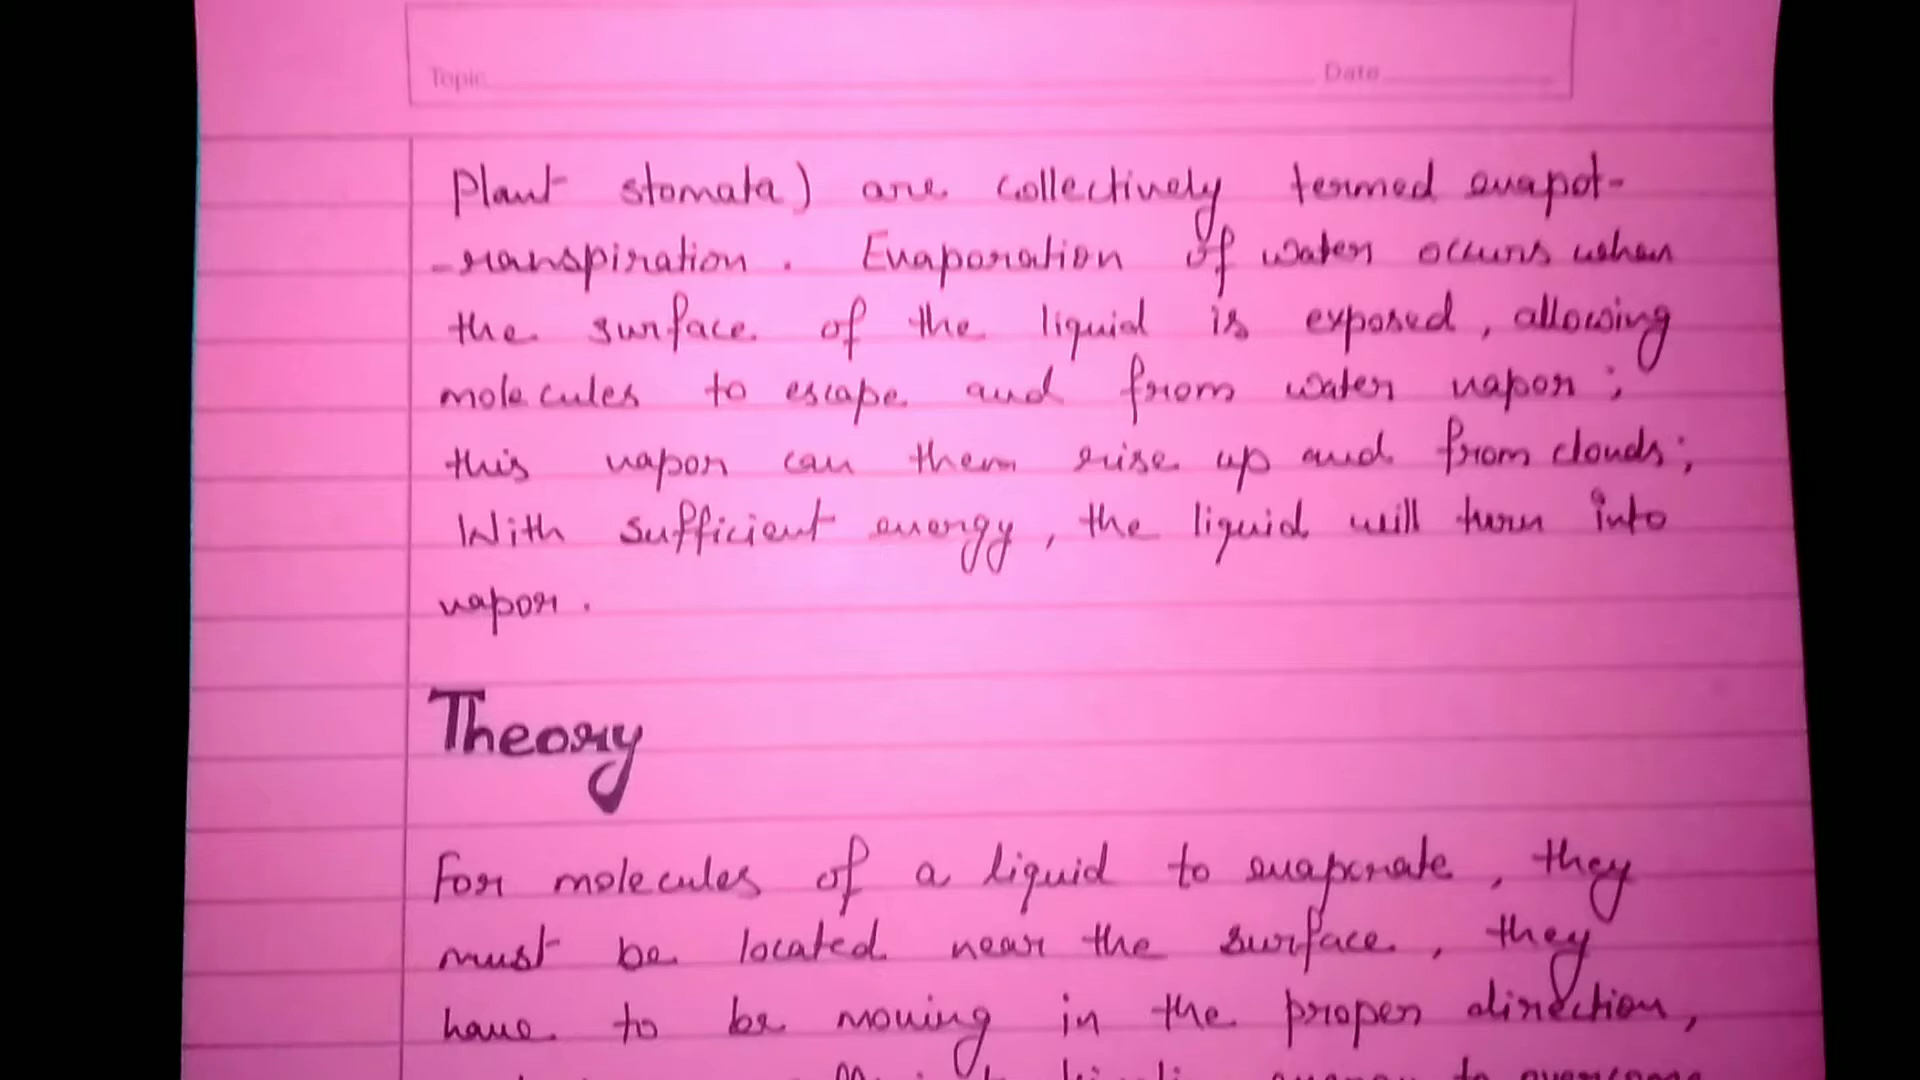 Topic Date
Plant stomata) are collectively termed evapot-
-ranspiration. Evaporation of water occurs when
the surface of the liquid is exposed, allowing
molecules to escape and from water vapor;
this vapor can them rise up and from clouds;
With sufficient energy, the liquid will turn into
vapor.
Theory
For molecules of a liquid to evaporate, they
must be located near the surface, they
have to be moving in the proper direction,
energy to overcome